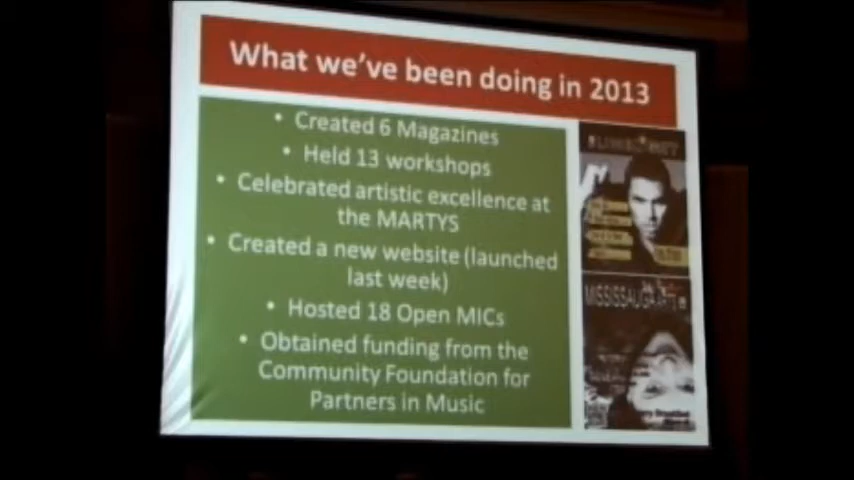 What we've been doing in 2013
• Created 6 Magazines
• Held 13 workshops
• Celebrated artistic excellence at
the MARTYS
• Created a new website (launched
last week)
• Hosted 18 Open MICs
• Obtained funding from the
Community Foundation for
Partners in Music
MISSISSAUGA ARTS